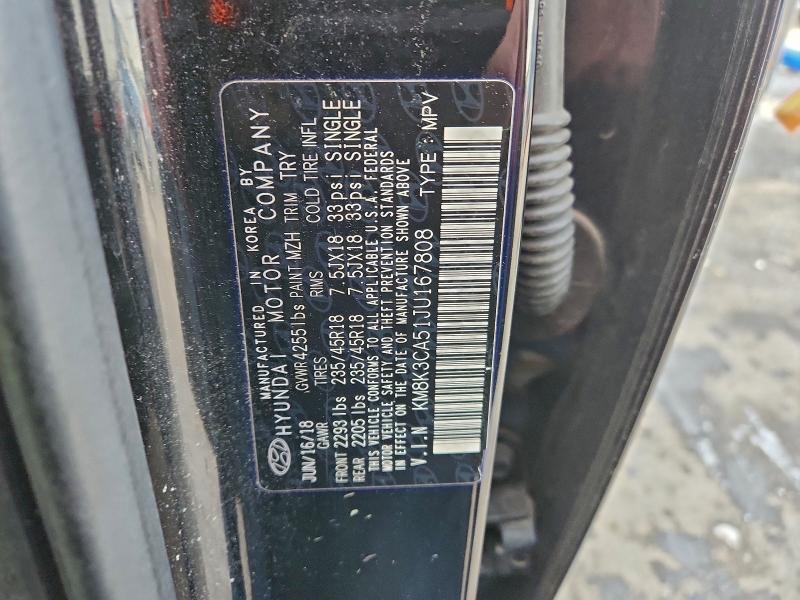 MANUFACTURED IN KOREA BY
HYUNDAI MOTOR COMPANY
JUN/16/18 GVWR 4255lbs PAINT MZH TRIM TRY
GAWR TIRES RIMS COLD TIRE INFL
FRONT 2293 lbs 235/45R18 7.5JX18 33psi SINGLE
REAR 2205 lbs 235/45R18 7.5JX18 33psi SINGLE
THIS VEHICLE CONFORMS TO ALL APPLICABLE U.S.A. FEDERAL
MOTOR VEHICLE SAFETY AND THEFT PREVENTION STANDARDS
IN EFFECT ON THE DATE OF MANUFACTURE SHOWN ABOVE
V.I.N KM8K3CA51JU167808 TYPE : MPV